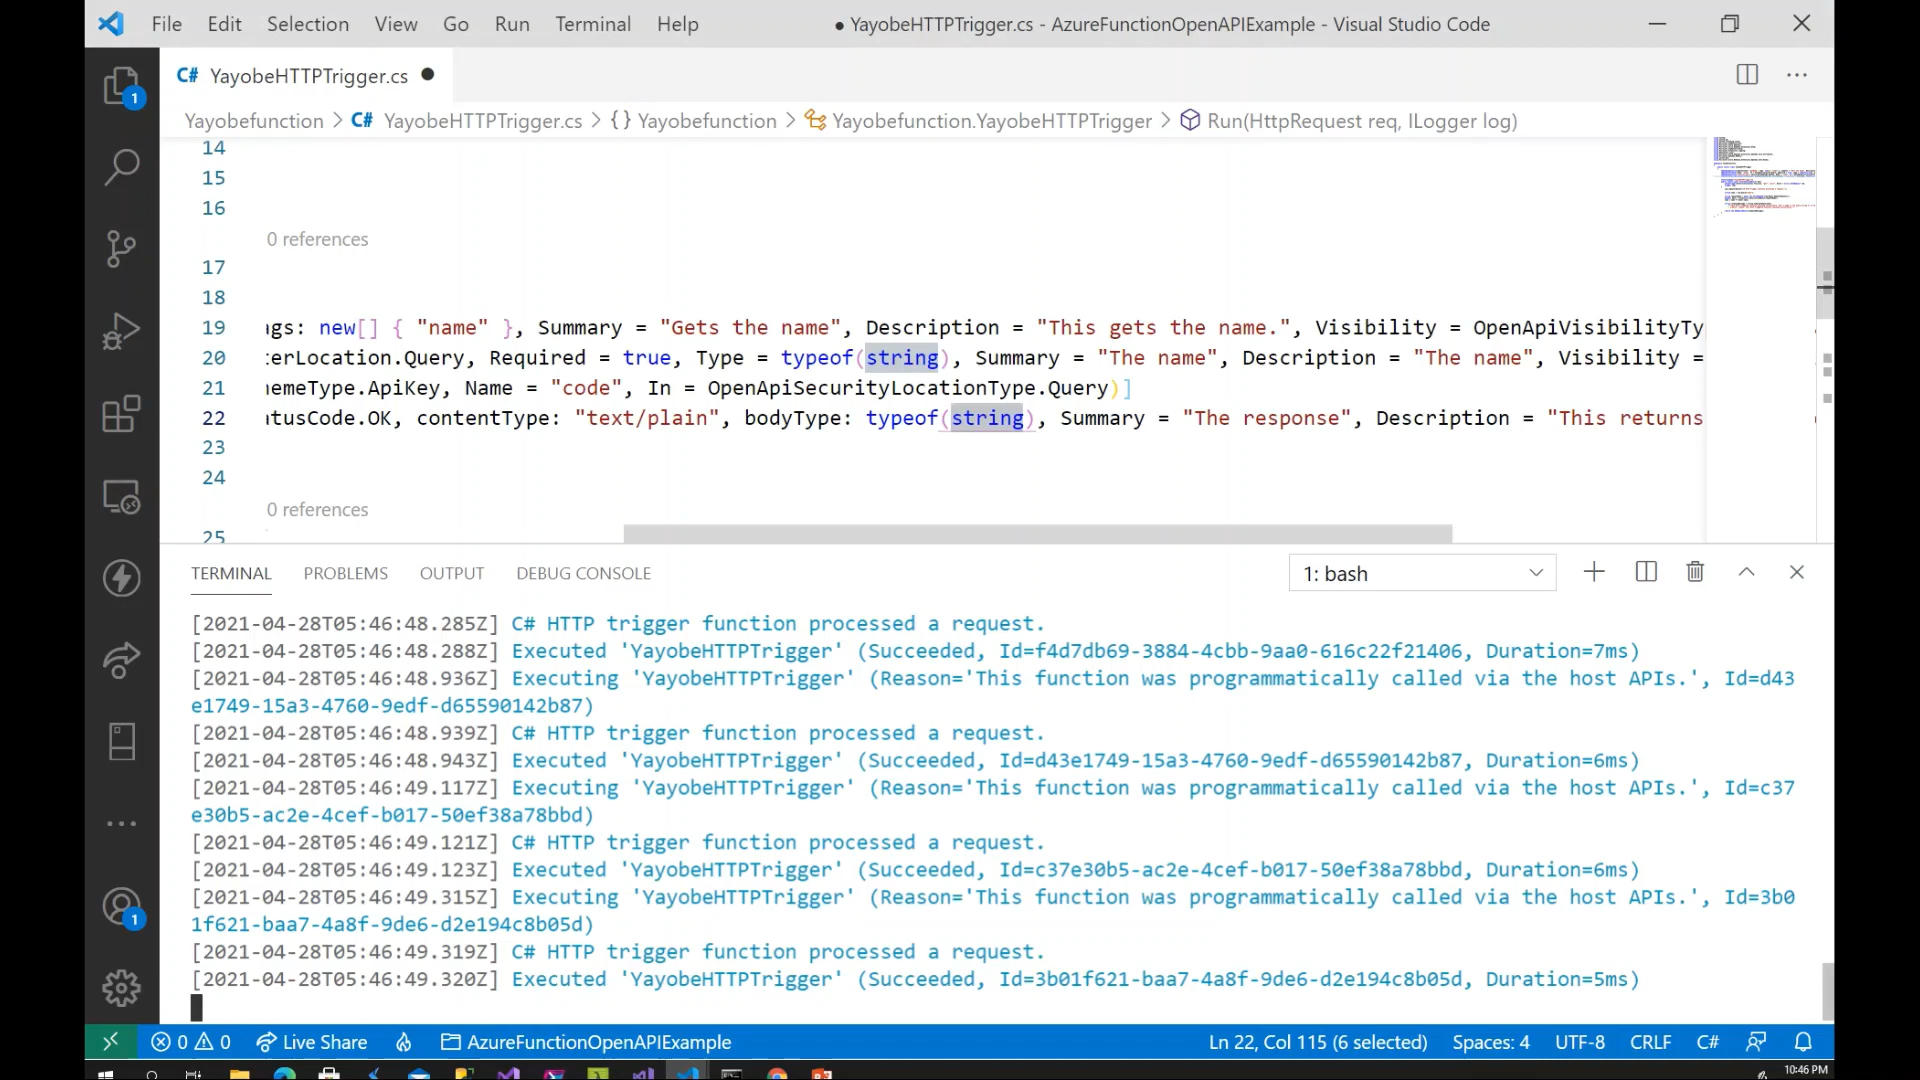 File Edit Selection View Go Run Terminal Help ● YayobeHTTPTrigger.cs - AzureFunctionOpenAPIExample - Visual Studio Code
C# YayobeHTTPTrigger.cs ●
Yayobefunction > C# YayobeHTTPTrigger.cs > {} Yayobefunction > Yayobefunction.YayobeHTTPTrigger > Run(HttpRequest req, ILogger log)
14
15
16
0 references
17
18
19 gs: new[] { "name" }, Summary = "Gets the name", Description = "This gets the name.", Visibility = OpenApiVisibilityTy
20 erLocation.Query, Required = true, Type = typeof(string), Summary = "The name", Description = "The name", Visibility =
21 hemeType.ApiKey, Name = "code", In = OpenApiSecurityLocationType.Query)]
22 atusCode.OK, contentType: "text/plain", bodyType: typeof(string), Summary = "The response", Description = "This returns
23
24
0 references
25
TERMINAL PROBLEMS OUTPUT DEBUG CONSOLE 1: bash
[2021-04-28T05:46:48.285Z] C# HTTP trigger function processed a request.
[2021-04-28T05:46:48.288Z] Executed 'YayobeHTTPTrigger' (Succeeded, Id=f4d7db69-3884-4cbb-9aa0-616c22f21406, Duration=7ms)
[2021-04-28T05:46:48.936Z] Executing 'YayobeHTTPTrigger' (Reason='This function was programmatically called via the host APIs.', Id=d43
e1749-15a3-4760-9edf-d65590142b87)
[2021-04-28T05:46:48.939Z] C# HTTP trigger function processed a request.
[2021-04-28T05:46:48.943Z] Executed 'YayobeHTTPTrigger' (Succeeded, Id=d43e1749-15a3-4760-9edf-d65590142b87, Duration=6ms)
[2021-04-28T05:46:49.117Z] Executing 'YayobeHTTPTrigger' (Reason='This function was programmatically called via the host APIs.', Id=c37
e30b5-ac2e-4cef-b017-50ef38a78bbd)
[2021-04-28T05:46:49.121Z] C# HTTP trigger function processed a request.
[2021-04-28T05:46:49.123Z] Executed 'YayobeHTTPTrigger' (Succeeded, Id=c37e30b5-ac2e-4cef-b017-50ef38a78bbd, Duration=6ms)
[2021-04-28T05:46:49.315Z] Executing 'YayobeHTTPTrigger' (Reason='This function was programmatically called via the host APIs.', Id=3b0
1f621-baa7-4a8f-9de6-d2e194c8b05d)
[2021-04-28T05:46:49.319Z] C# HTTP trigger function processed a request.
[2021-04-28T05:46:49.320Z] Executed 'YayobeHTTPTrigger' (Succeeded, Id=3b01f621-baa7-4a8f-9de6-d2e194c8b05d, Duration=5ms)
0 0 Live Share AzureFunctionOpenAPIExample Ln 22, Col 115 (6 selected) Spaces: 4 UTF-8 CRLF C#
10:46 PM